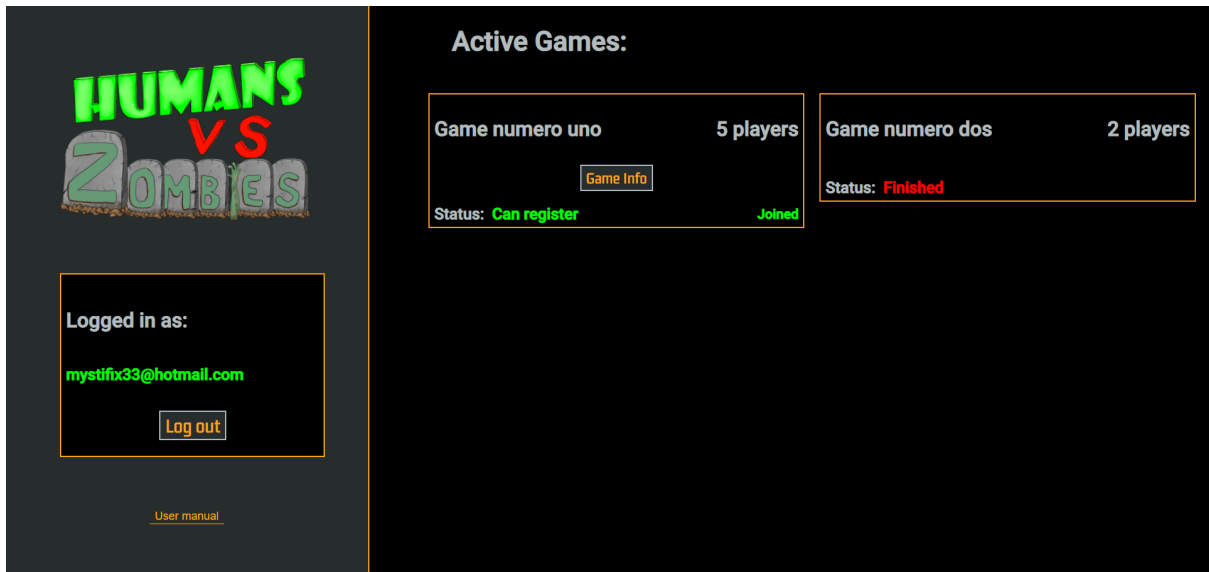 HUMANS
VS
ZOMBIES
Logged in as:
mystifix33@hotmail.com
Log out
User manual
Active Games:
Game numero uno 5 players
Game Info
Status: Can register Joined
Game numero dos 2 players
Status: Finished